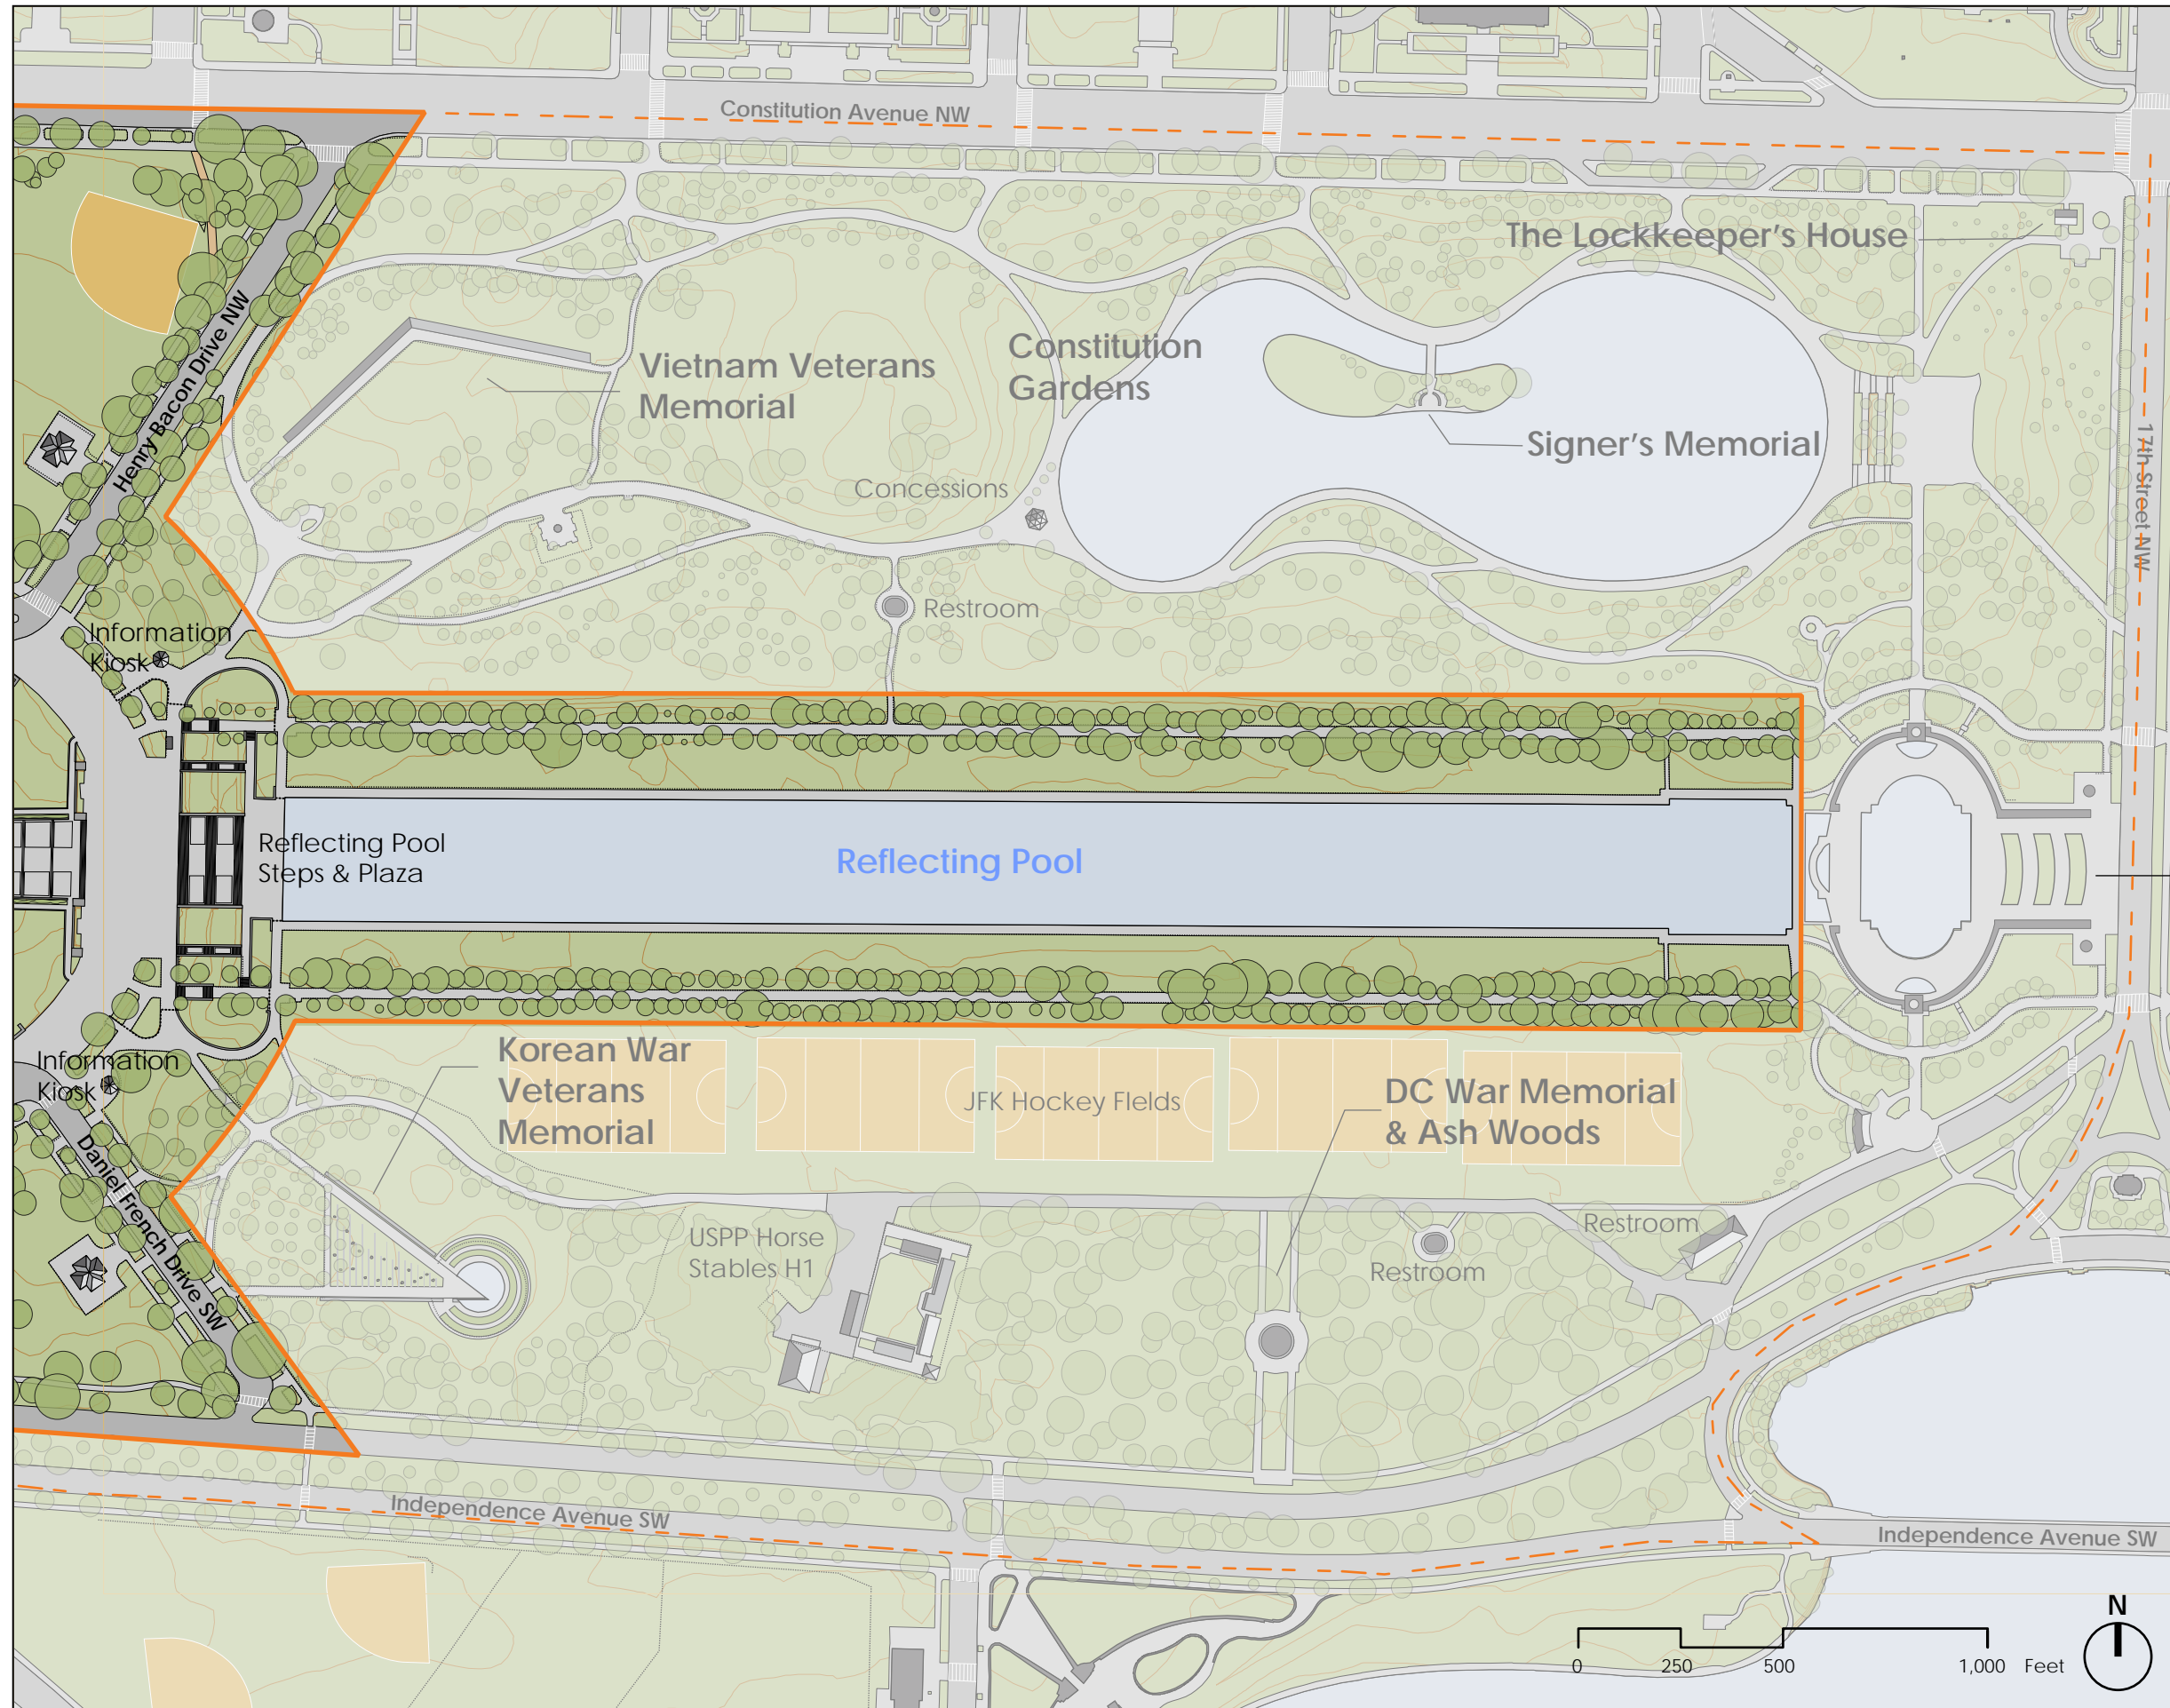 Constitution Avenue NW
The Lockkeeper's House
Henry Bacon Drive NW
Vietnam Veterans
Memorial
Constitution
Gardens
Signer's Memorial
17th Street NW
Concessions
Restroom
Information
Kiosk
Reflecting Pool
Steps & Plaza
Reflecting Pool
Information
Kiosk
Korean War
Veterans
Memorial
JFK Hockey FIelds
DC War Memorial
& Ash Woods
Daniel French Drive SW
USPP Horse
Stables H1
Restroom
Restroom
Independence Avenue SW
Independence Avenue SW
N
0 250 500 1,000 Feet